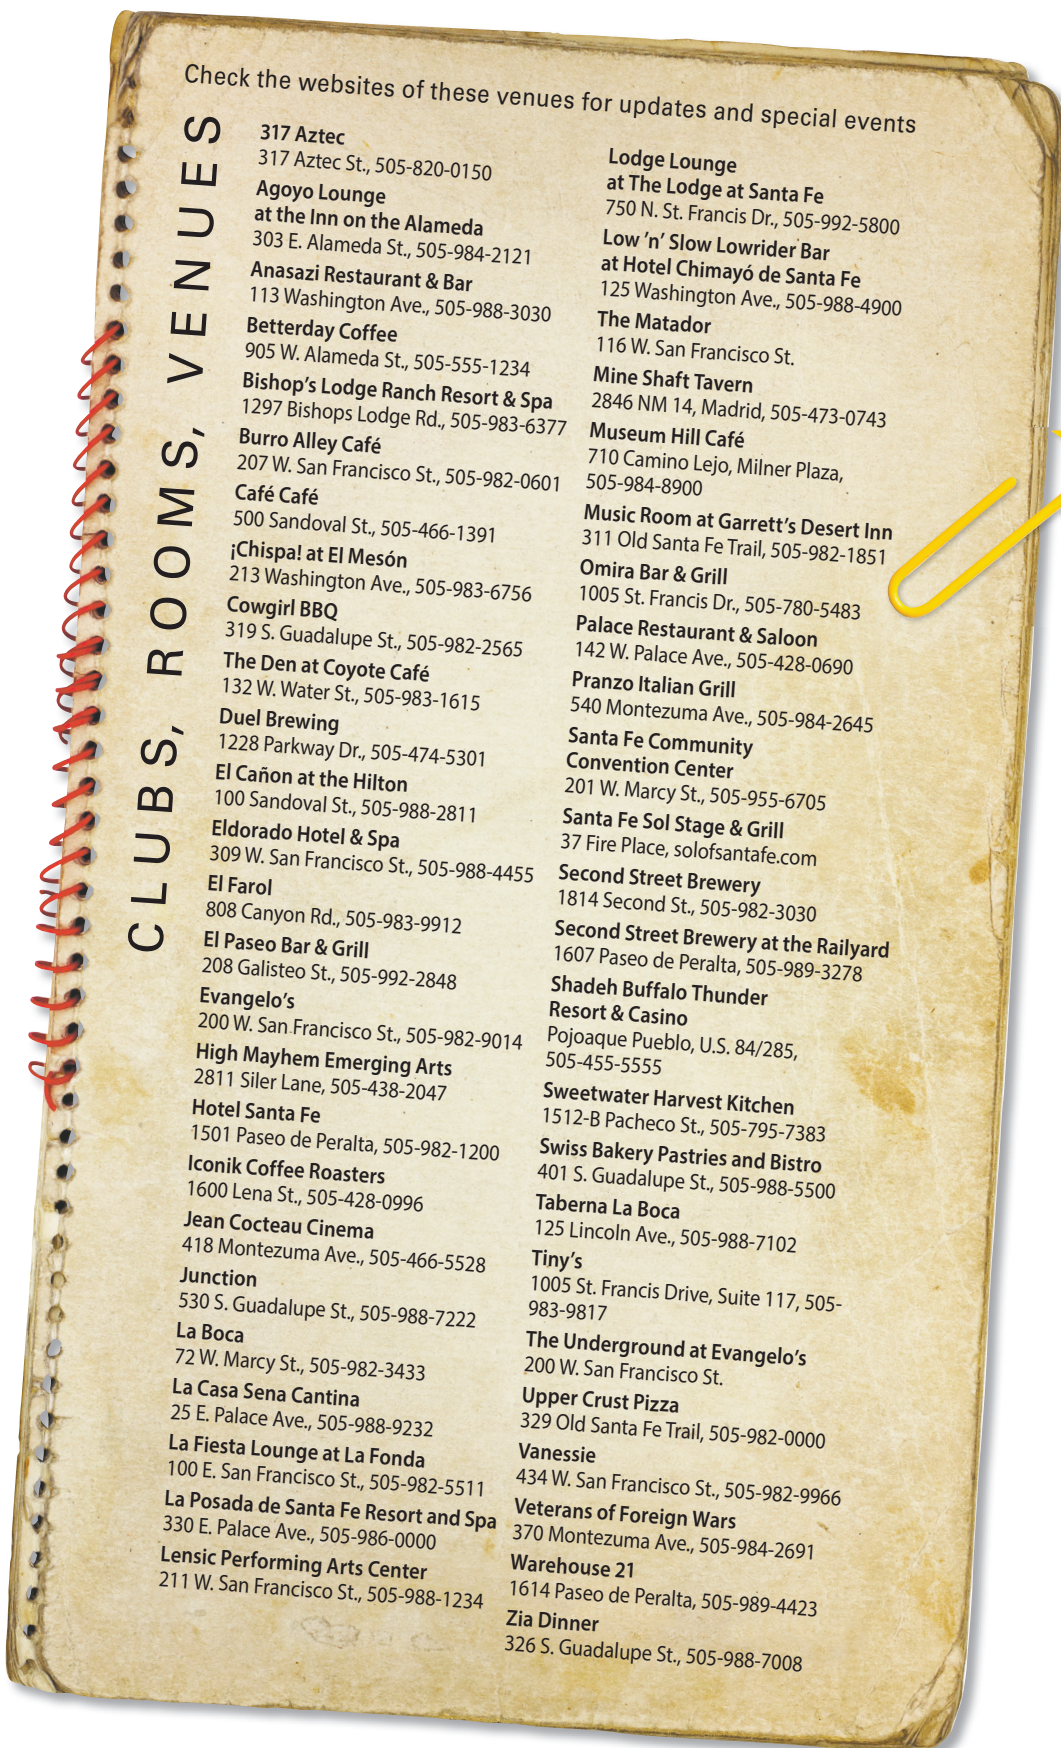 Check the websites of these venues for updates and special events
CLUBS, ROOMS, VENUES
317 Aztec
317 Aztec St., 505-820-0150
Agoyo Lounge
at the Inn on the Alameda
303 E. Alameda St., 505-984-2121
Anasazi Restaurant & Bar
113 Washington Ave., 505-988-3030
Betterday Coffee
905 W. Alameda St., 505-555-1234
Bishop's Lodge Ranch Resort & Spa
1297 Bishops Lodge Rd., 505-983-6377
Burro Alley Café
207 W. San Francisco St., 505-982-0601
Café Café
500 Sandoval St., 505-466-1391
¡Chispa! at El Mesón
213 Washington Ave., 505-983-6756
Cowgirl BBQ
319 S. Guadalupe St., 505-982-2565
The Den at Coyote Café
132 W. Water St., 505-983-1615
Duel Brewing
1228 Parkway Dr., 505-474-5301
El Cañon at the Hilton
100 Sandoval St., 505-988-2811
Eldorado Hotel & Spa
309 W. San Francisco St., 505-988-4455
El Farol
808 Canyon Rd., 505-983-9912
El Paseo Bar & Grill
208 Galisteo St., 505-992-2848
Evangelo's
200 W. San Francisco St., 505-982-9014
High Mayhem Emerging Arts
2811 Siler Lane, 505-438-2047
Hotel Santa Fe
1501 Paseo de Peralta, 505-982-1200
Iconik Coffee Roasters
1600 Lena St., 505-428-0996
Jean Cocteau Cinema
418 Montezuma Ave., 505-466-5528
Junction
530 S. Guadalupe St., 505-988-7222
La Boca
72 W. Marcy St., 505-982-3433
La Casa Sena Cantina
25 E. Palace Ave., 505-988-9232
La Fiesta Lounge at La Fonda
100 E. San Francisco St., 505-982-5511
La Posada de Santa Fe Resort and Spa
330 E. Palace Ave., 505-986-0000
Lensic Performing Arts Center
211 W. San Francisco St., 505-988-1234
Lodge Lounge
at The Lodge at Santa Fe
750 N. St. Francis Dr., 505-992-5800
Low 'n' Slow Lowrider Bar
at Hotel Chimayó de Santa Fe
125 Washington Ave., 505-988-4900
The Matador
116 W. San Francisco St.
Mine Shaft Tavern
2846 NM 14, Madrid, 505-473-0743
Museum Hill Café
710 Camino Lejo, Milner Plaza,
505-984-8900
Music Room at Garrett's Desert Inn
311 Old Santa Fe Trail, 505-982-1851
Omira Bar & Grill
1005 St. Francis Dr., 505-780-5483
Palace Restaurant & Saloon
142 W. Palace Ave., 505-428-0690
Pranzo Italian Grill
540 Montezuma Ave., 505-984-2645
Santa Fe Community
Convention Center
201 W. Marcy St., 505-955-6705
Santa Fe Sol Stage & Grill
37 Fire Place, solofsantafe.com
Second Street Brewery
1814 Second St., 505-982-3030
Second Street Brewery at the Railyard
1607 Paseo de Peralta, 505-989-3278
Shadeh Buffalo Thunder
Resort & Casino
Pojoaque Pueblo, U.S. 84/285,
505-455-5555
Sweetwater Harvest Kitchen
1512-B Pacheco St., 505-795-7383
Swiss Bakery Pastries and Bistro
401 S. Guadalupe St., 505-988-5500
Taberna La Boca
125 Lincoln Ave., 505-988-7102
Tiny's
1005 St. Francis Drive, Suite 117, 505-
983-9817
The Underground at Evangelo's
200 W. San Francisco St.
Upper Crust Pizza
329 Old Santa Fe Trail, 505-982-0000
Vanessie
434 W. San Francisco St., 505-982-9966
Veterans of Foreign Wars
370 Montezuma Ave., 505-984-2691
Warehouse 21
1614 Paseo de Peralta, 505-989-4423
Zia Dinner
326 S. Guadalupe St., 505-988-7008